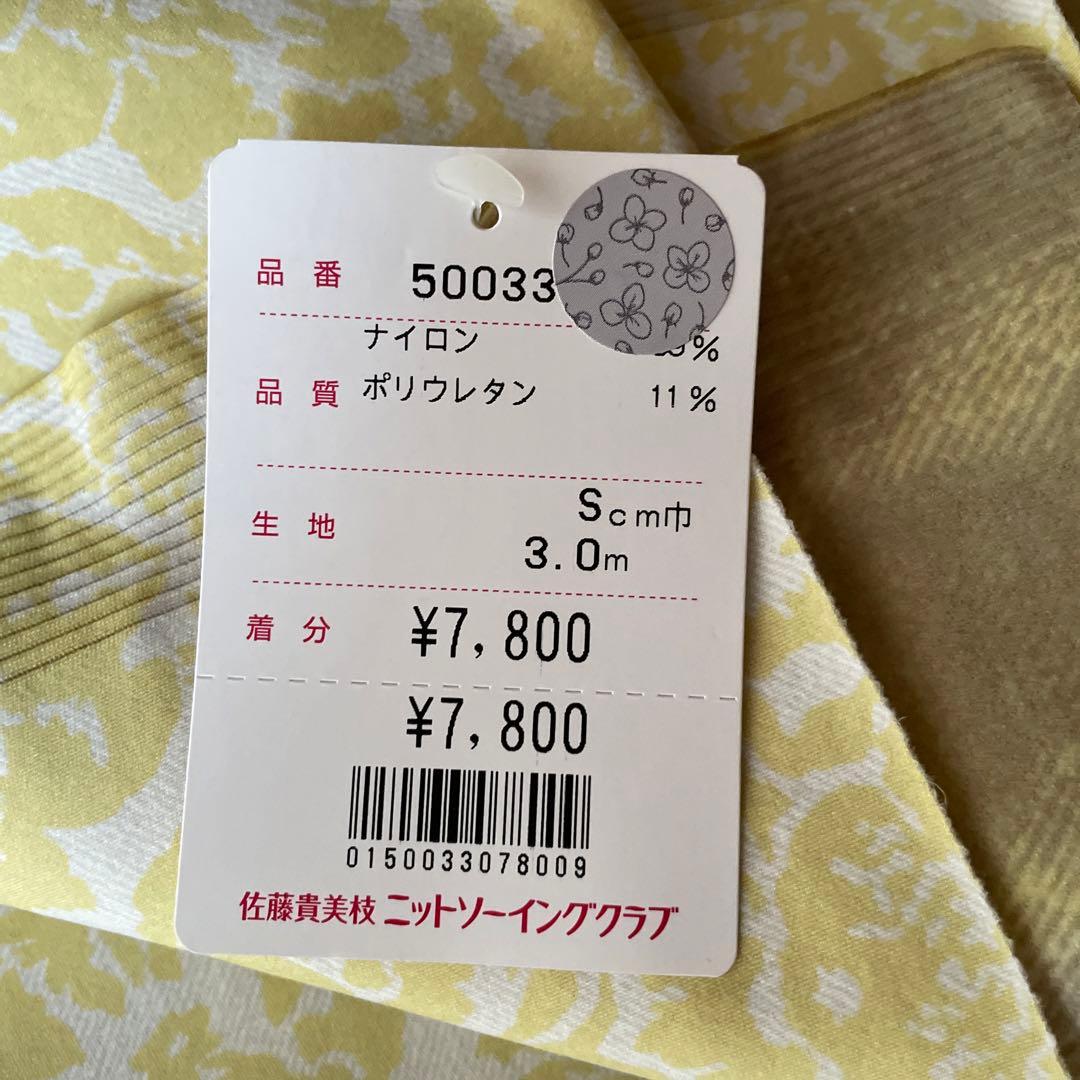 品番 50033
ナイロン %
品質 ポリウレタン 11%
生地 Scm巾
3.0m
着分 ¥7,800
¥7,800
0150033078009
佐藤貴美枝 ニットソーイングクラブ